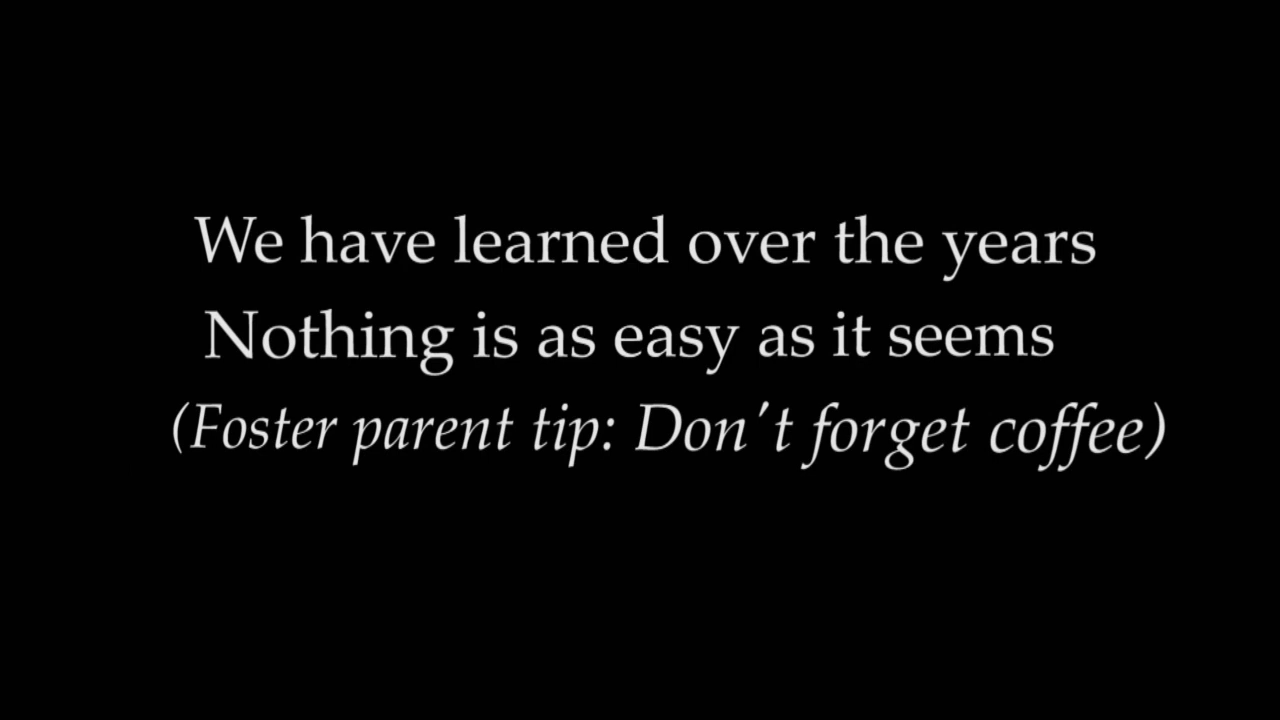 We have learned over the years
Nothing is as easy as it seems
(Foster parent tip: Don't forget coffee)